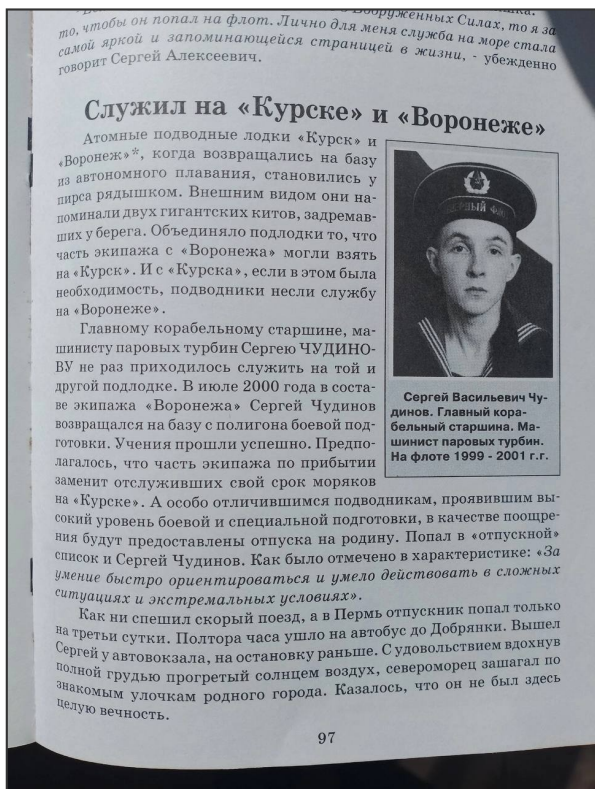 то, чтобы он попал на флот. Лично для меня служба на море стала
самой яркой и запоминающейся страницей в жизни, - убежденно
говорит Сергей Алексеевич.
Служил на «Курске» и «Воронеже»
Атомные подводные лодки «Курск» и
«Воронеж»*, когда возвращались на базу
из автономного плавания, становились у
пирса рядышком. Внешним видом они на-
поминали двух гигантских китов, задремав-
ших у берега. Объединяло подлодки то, что
часть экипажа с «Воронежа» могли взять
на «Курск». И с «Курска», если в этом была
необходимость, подводники несли службу
на «Воронеже».
Главному корабельному старшине, ма-
шинисту паровых турбин Сергею ЧУДИНО-
ВУ не раз приходилось служить на той и
другой подлодке. В июле 2000 года в соста-
ве экипажа «Воронежа» Сергей Чудинов
возвращался на базу с полигона боевой под-
готовки. Учения прошли успешно. Предпо-
лагалось, что часть экипажа по прибытии
заменит отслуживших свой срок моряков
на «Курске». А особо отличившимся подводникам, проявившим вы-
сокий уровень боевой и специальной подготовки, в качестве поощре-
ния будут предоставлены отпуска на родину. Попал в «отпускной»
список и Сергей Чудинов. Как было отмечено в характеристике: «За
умение быстро ориентироваться и умело действовать в сложных
ситуациях и экстремальных условиях».
Как ни спешил скорый поезд, а в Пермь отпускник попал только
на третьи сутки. Полтора часа ушло на автобус до Добрянки. Вышел
Сергей у автовокзала, на остановку раньше. С удовольствием вдохнув
полной грудью прогретый солнцем воздух, североморец зашагал по
знакомым улочкам родного города. Казалось, что он не был здесь
целую вечность.
Сергей Васильевич Чу-
динов. Главный кора-
бельный старшина. Ма-
шинист паровых турбин.
На флоте 1999 - 2001 г.г.
97